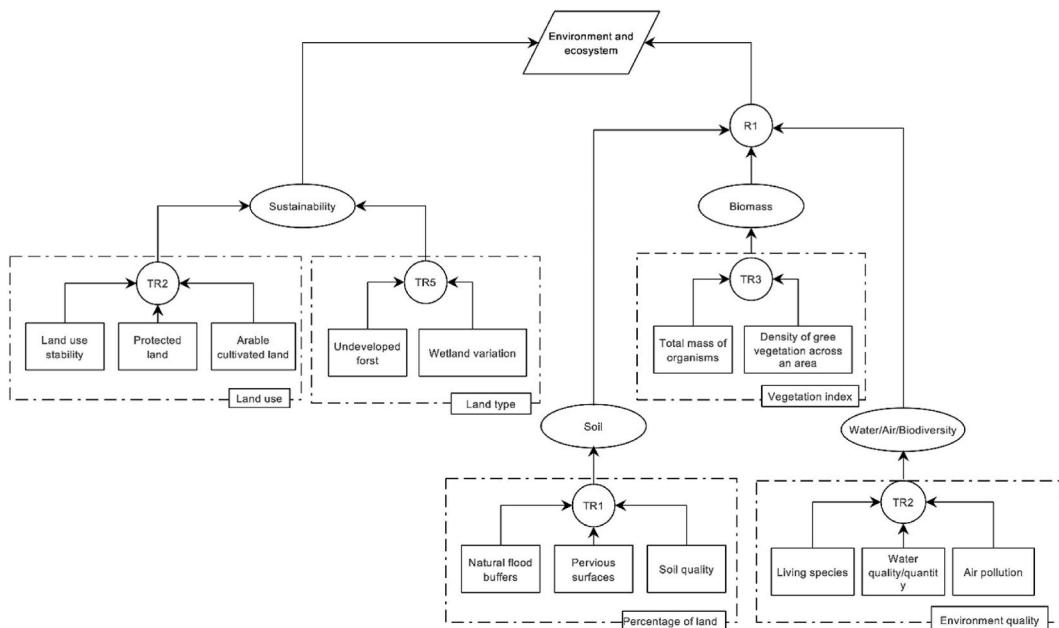 Environment and
ecosystem
R1
Sustainability
Biomass
TR2
TR5
TR3
Land use
stability
Protected
land
Arable
cultivated land
Undeveloped
forst
Wetland variation
Total mass of
organisms
Density of gree
vegetation across
an area
Land use
Land type
Vegetation index
Soil
Water/Air/Biodiversity
TR1
TR2
Natural flood
buffers
Pervious
surfaces
Soil quality
Living species
Water
quality/quantit
y
Air pollution
Percentage of land
Environment quality